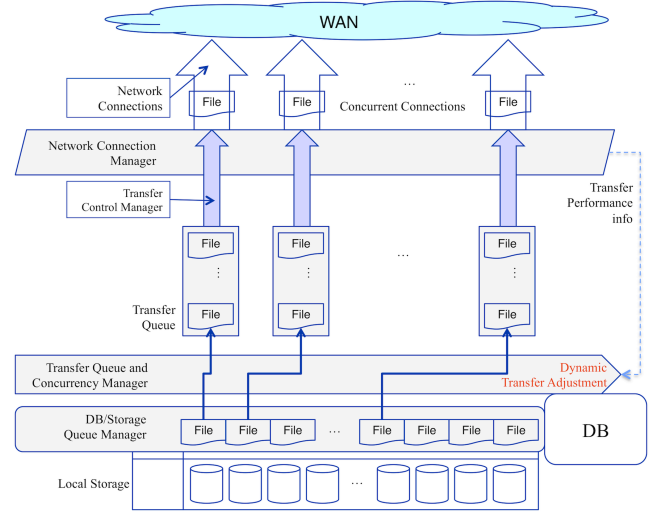 WAN
Network
Connections
File
File
...
Concurrent Connections
File
Network Connection
Manager
Transfer
Control Manager
Transfer
Performance
info
File
...
File
...
...
File
...
Transfer
Queue
File
File
File
Transfer Queue and
Concurrency Manager
Dynamic
Transfer Adjustment
DB/Storage
Queue Manager
File
File
File
...
File
File
File
File
DB
Local Storage
...